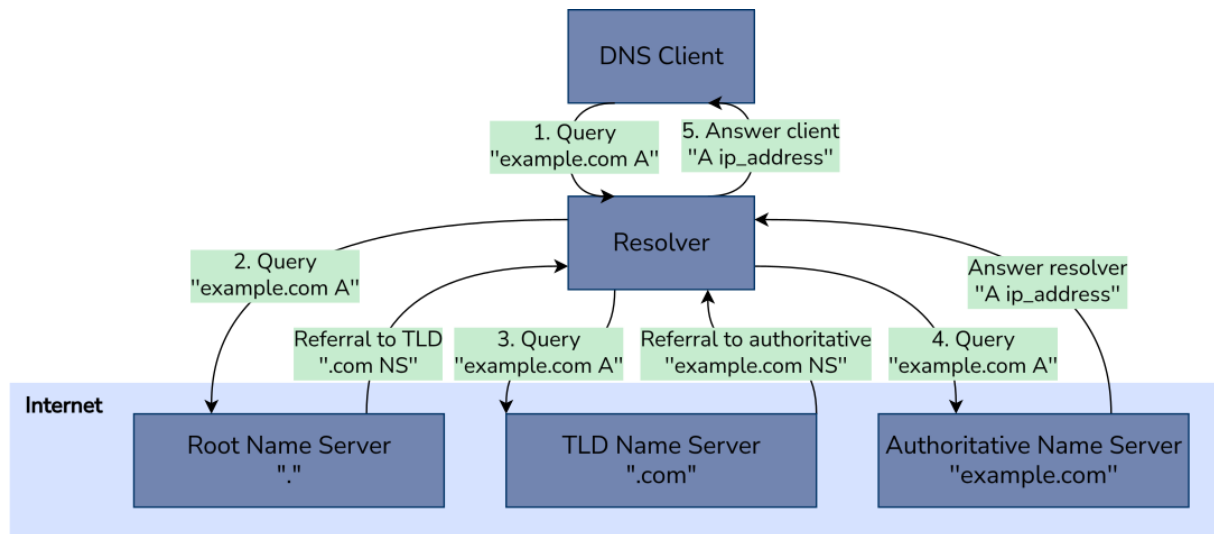 DNS Client
1. Query
"example.com A"
5. Answer client
"A ip_address"
Resolver
2. Query
"example.com A"
Answer resolver
"A ip_address"
Referral to TLD
".com NS"
3. Query
"example.com A"
Referral to authoritative
"example.com NS"
4. Query
"example.com A"
Internet
Root Name Server
"."
TLD Name Server
".com"
Authoritative Name Server
"example.com"